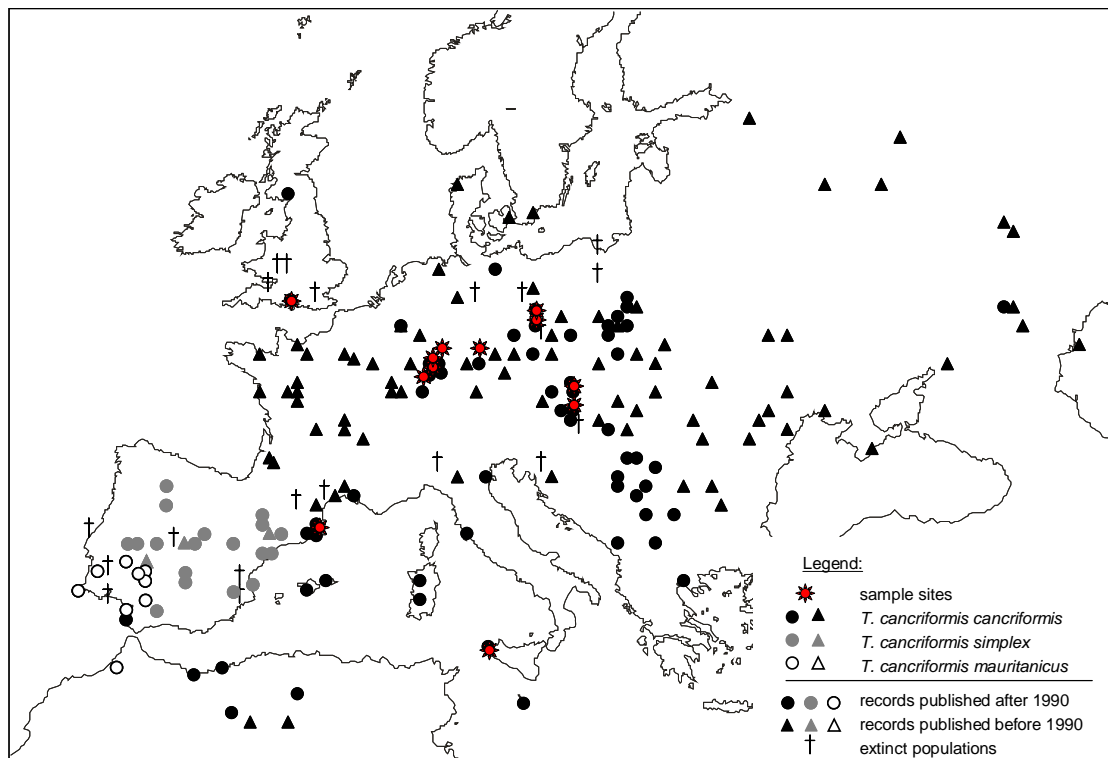 Legend:
sample sites
T. cancriformis cancriformis
T. cancriformis simplex
T. cancriformis mauritanicus
records published after 1990
records published before 1990
extinct populations